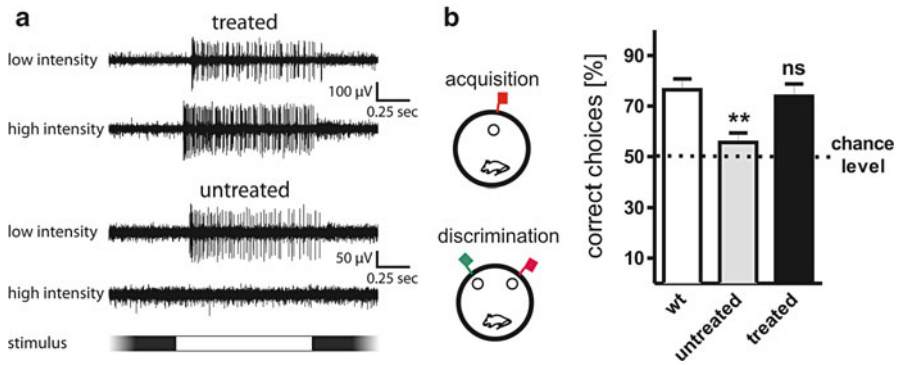 a
treated
low intensity
100 µV
0.25 sec
high intensity
untreated
low intensity
50 µV
0.25 sec
high intensity
stimulus
b
acquisition
discrimination
correct choices [%]
90
70
50
30
10
**
ns
chance
level
wt
untreated
treated